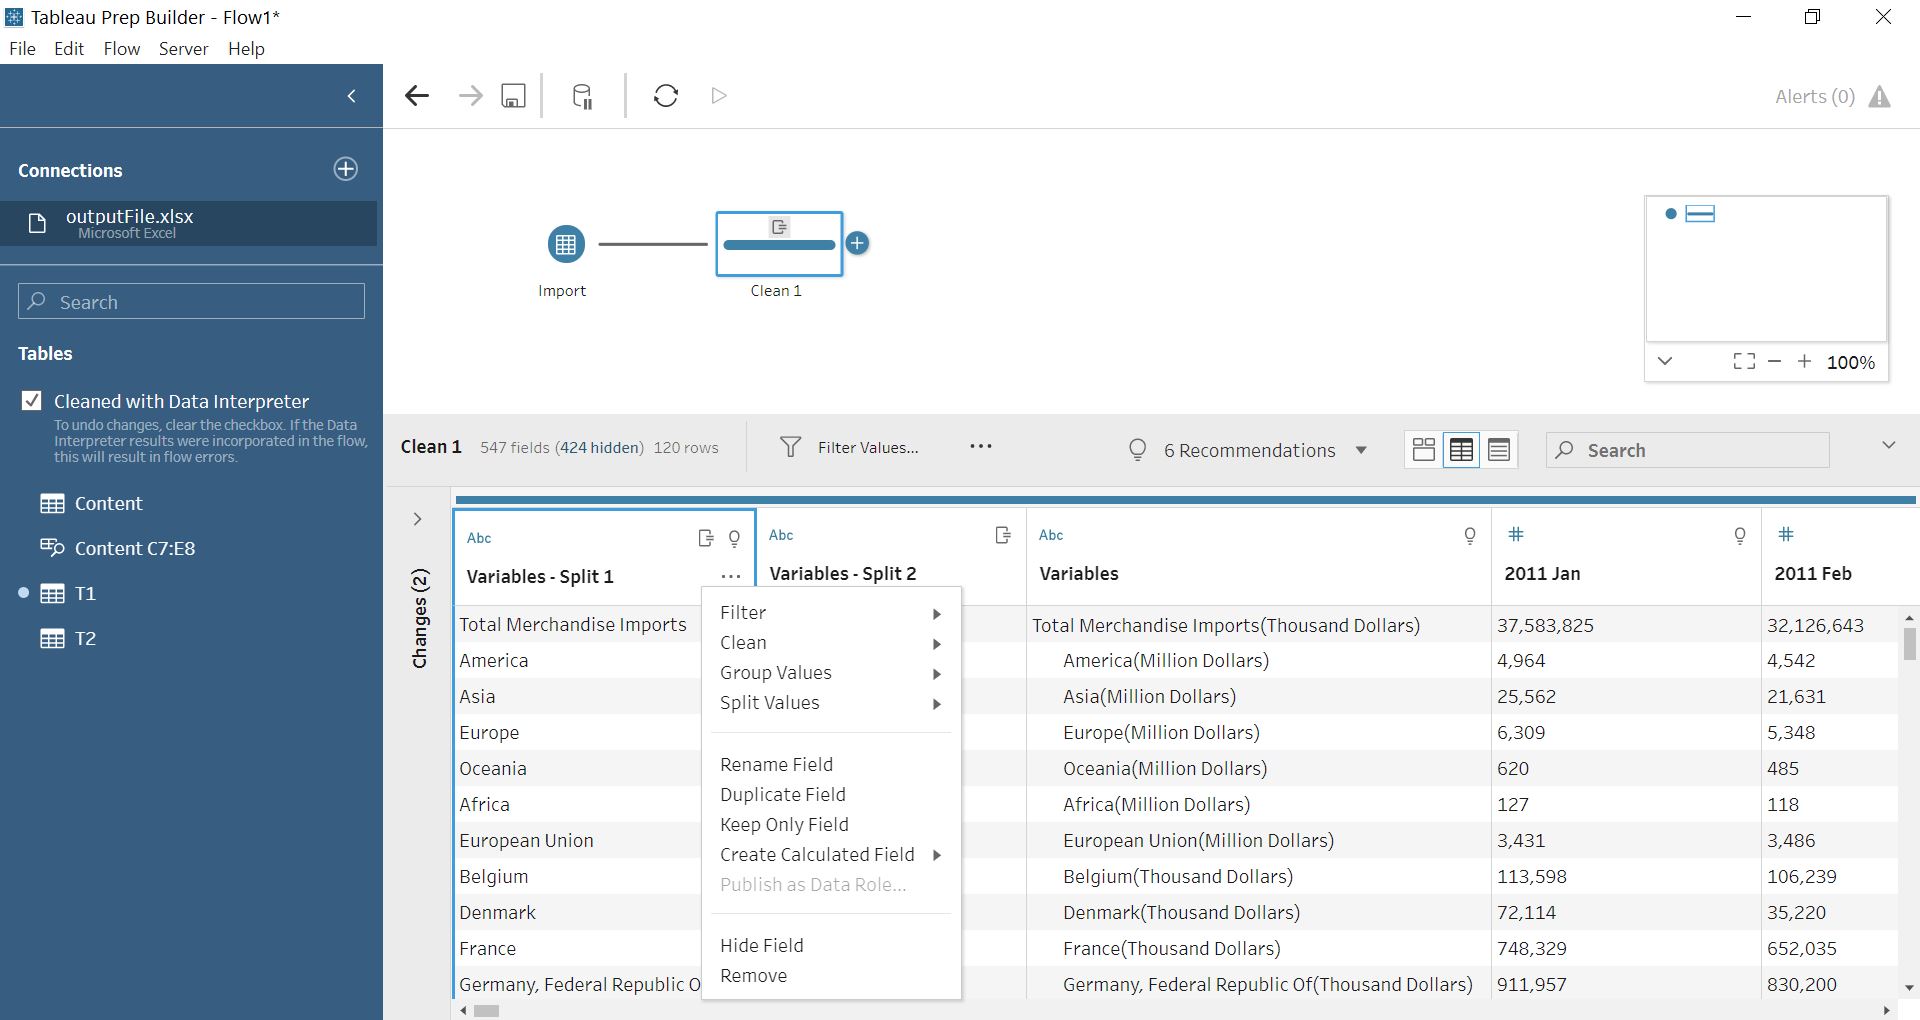 Tableau Prep Builder - Flow1*
File Edit Flow Server Help
Alerts (0)
Connections
outputFile.xlsx
Microsoft Excel
Search
Tables
Cleaned with Data Interpreter
To undo changes, clear the checkbox. If the Data
Interpreter results were incorporated in the flow,
this will result in flow errors.
Content
Content C7:E8
T1
T2
Import
Clean 1
100%
Clean 1 547 fields (424 hidden) 120 rows Filter Values... ... 6 Recommendations Search
Changes (2)
Abc Abc Abc # #
Variables - Split 1 ... Variables - Split 2 Variables 2011 Jan 2011 Feb
Total Merchandise Imports Total Merchandise Imports(Thousand Dollars) 37,583,825 32,126,643
America America(Million Dollars) 4,964 4,542
Asia Asia(Million Dollars) 25,562 21,631
Europe Europe(Million Dollars) 6,309 5,348
Oceania Oceania(Million Dollars) 620 485
Africa Africa(Million Dollars) 127 118
European Union European Union(Million Dollars) 3,431 3,486
Belgium Belgium(Thousand Dollars) 113,598 106,239
Denmark Denmark(Thousand Dollars) 72,114 35,220
France France(Thousand Dollars) 748,329 652,035
Germany, Federal Republic O Germany, Federal Republic Of(Thousand Dollars) 911,957 830,200
Filter
Clean
Group Values
Split Values
Rename Field
Duplicate Field
Keep Only Field
Create Calculated Field
Publish as Data Role...
Hide Field
Remove